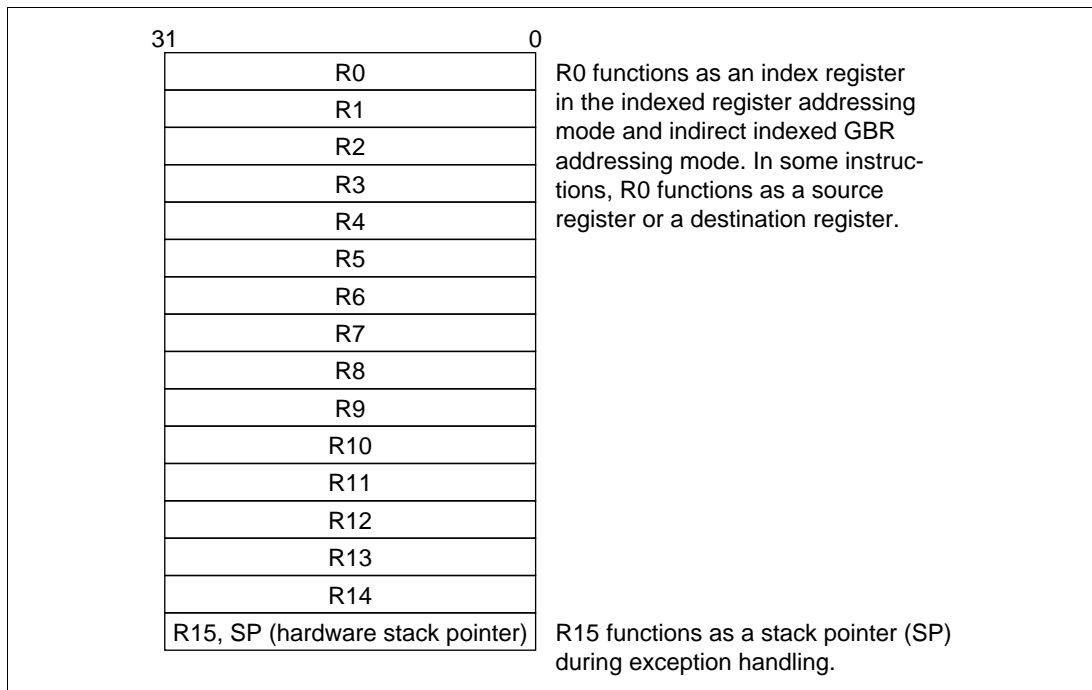 31 0
R0
R1
R2
R3
R4
R5
R6
R7
R8
R9
R10
R11
R12
R13
R14
R15, SP (hardware stack pointer)
R0 functions as an index register
in the indexed register addressing
mode and indirect indexed GBR
addressing mode. In some instruc-
tions, R0 functions as a source
register or a destination register.
R15 functions as a stack pointer (SP)
during exception handling.